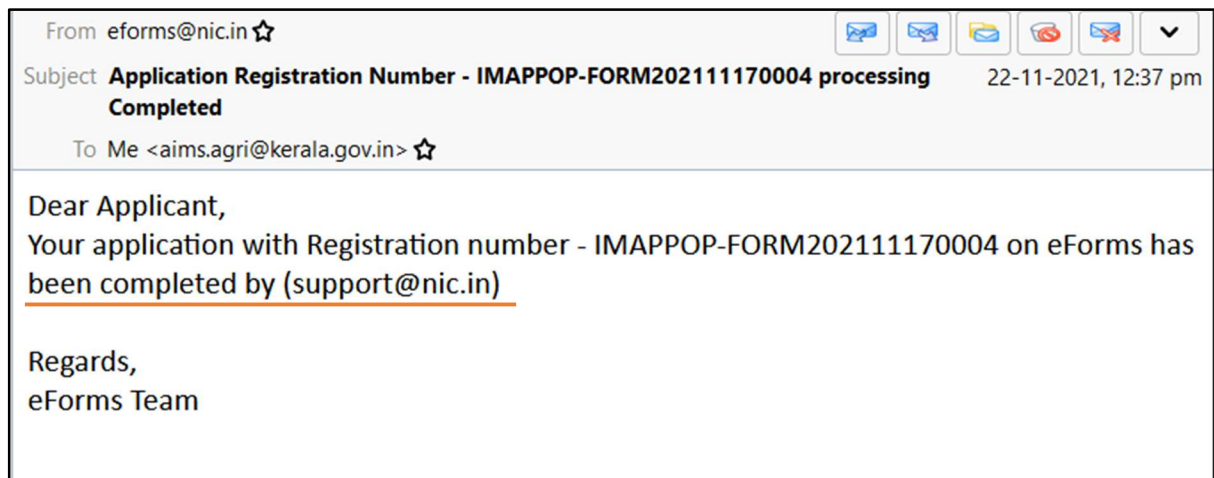 From eforms@nic.in
Subject Application Registration Number - IMAPPOP-FORM202111170004 processing 22-11-2021, 12:37 pm
Completed
To Me <aims.agri@kerala.gov.in>
Dear Applicant,
Your application with Registration number - IMAPPOP-FORM202111170004 on eForms has
been completed by (support@nic.in)
Regards,
eForms Team